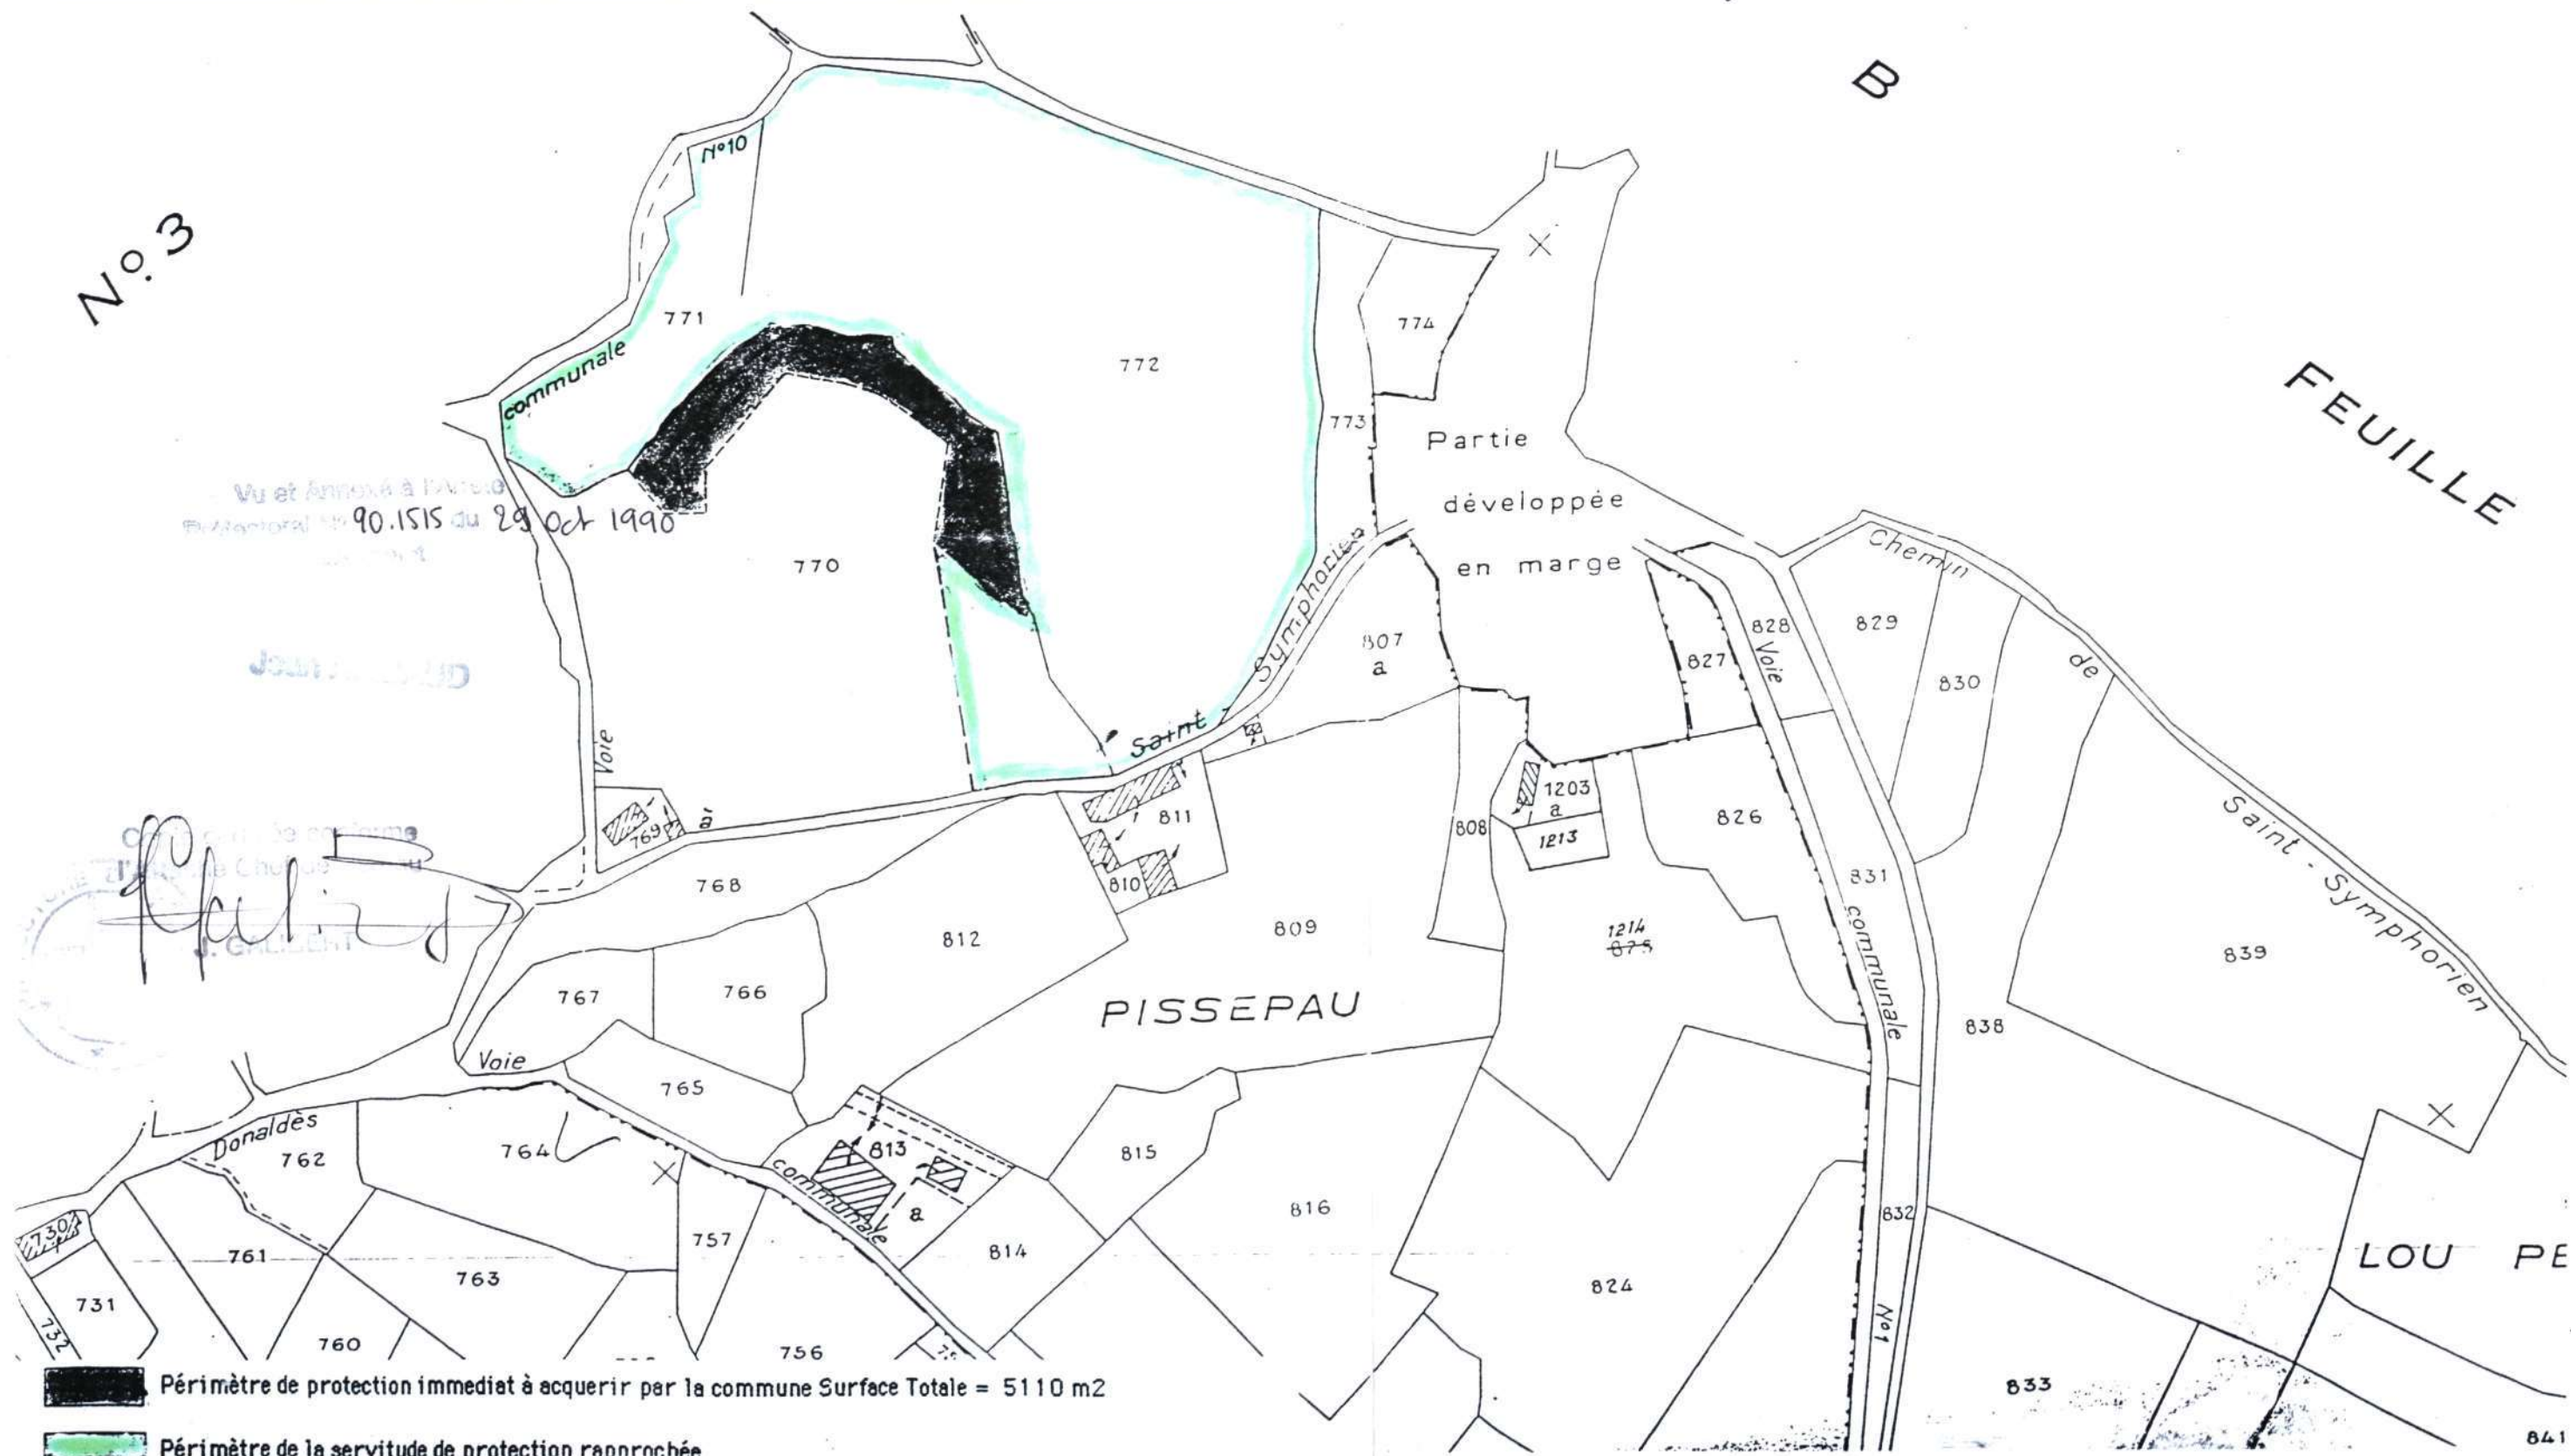 B
N°10
N°. 3
771
774
772
communale
773
FEUILLE
Partie
développée
en marge
Vu et Annexé à l'
90.1515 du 29 Oct 1990
770
Symphorien
Chemin
807
a
828
829
827
Voie
830
de
Saint
Voie
769
à
811
1203
a
808
1213
826
Saint - Symphorien
810
768
831
812
809
1214
875
communale
839
J. GALIBERT
767
766
PISSEPAU
838
Voie
765
Donaldès
762
764
813
815
communale
a
816
832
730
761
757
814
LOU PE
763
824
731
732
760
756
N°1
833
841
Périmètre de protection immediat à acquerir par la commune Surface Totale = 5110 m2
Périmètre de la servitude de protection rapprochée